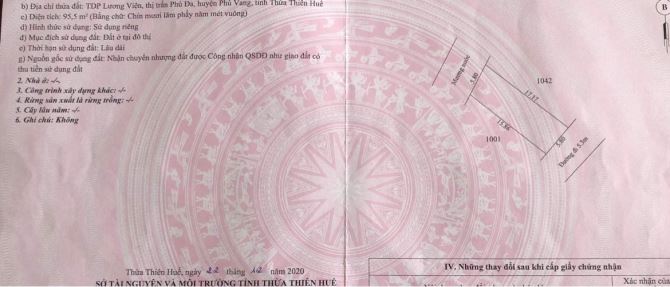 b) Địa chỉ thửa đất: TDP Lương Viện, thị trấn Phú Đa, huyện Phú Vang, tỉnh Thừa Thiên Huế
c) Diện tích: 95,5 m² (Bằng chữ: Chín mươi lăm phẩy năm mét vuông)
d) Hình thức sử dụng: Sử dụng riêng
đ) Mục đích sử dụng đất: Đất ở tại đô thị
e) Thời hạn sử dụng đất: Lâu dài
g) Nguồn gốc sử dụng đất: Nhận chuyển nhượng đất được Công nhận QSDĐ như giao đất có
thu tiền sử dụng đất
2. Nhà ở: -/-
3. Công trình xây dựng khác: -/-
4. Rừng sản xuất là rừng trồng: -/-
5. Cây lâu năm: -/-
6. Ghi chú: Không
Mương nước
5.80
1042
17.17
1001
5.80
Đường đi 5.5m
Thừa Thiên Huế, ngày 22 tháng 12 năm 2020
SỞ TÀI NGUYÊN VÀ MÔI TRƯỜNG TỈNH THỪA THIÊN HUẾ
IV. Những thay đổi sau khi cấp giấy chứng nhận
Xác nhận của
B